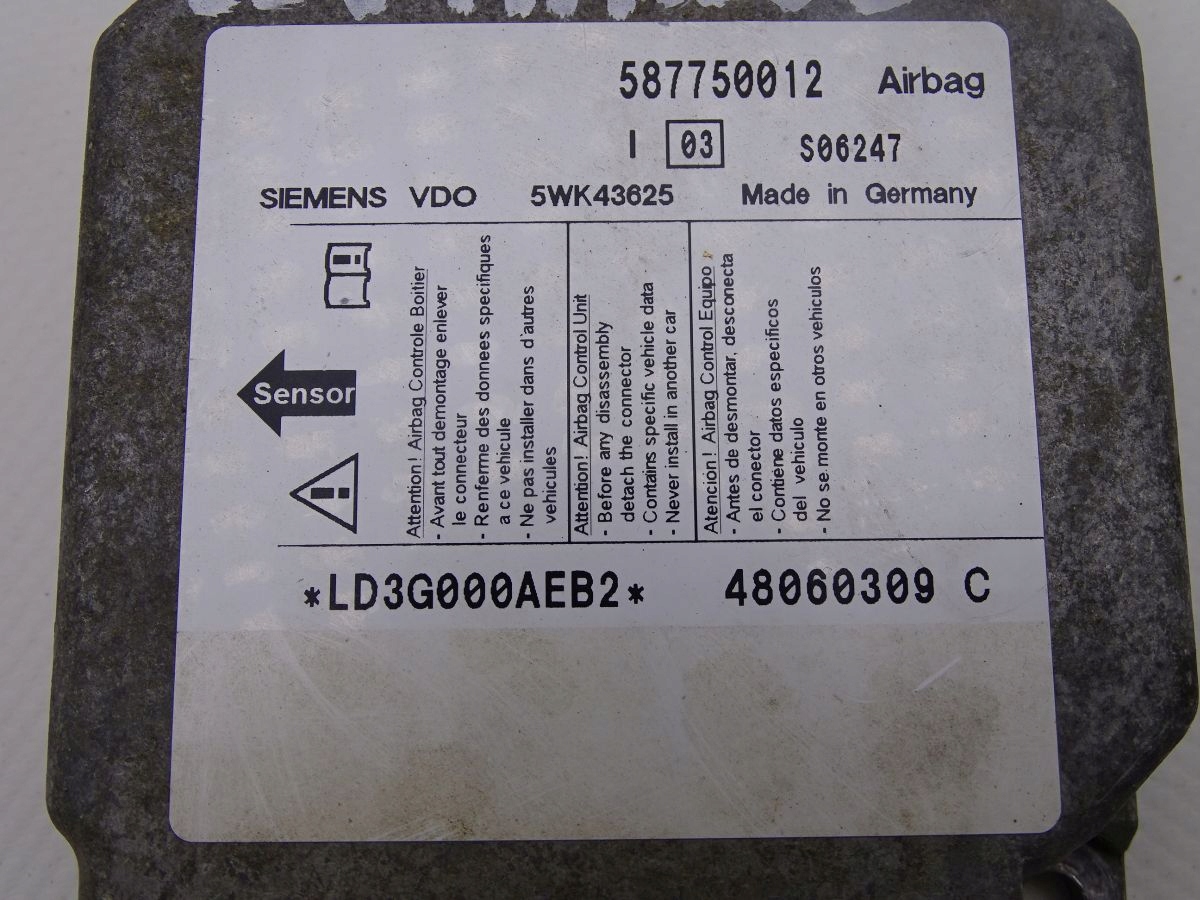 587750012 Airbag
I 03 S06247
SIEMENS VDO 5WK43625 Made in Germany
Sensor
Attention! Airbag Controle Boitier
- Avant tout demontage enlever
le connecteur
- Renferme des donnees specifiques
a ce vehicule
- Ne pas installer dans d'autres
vehicules
Attention! Airbag Control Unit
- Before any disassembly
detach the connector
- Contains specific vehicle data
- Never install in another car
Atención! Airbag Control Equipo
- Antes de desmontar, desconecta
el conector
- Contiene datos especificos
del vehiculo
- No se monte en otros vehiculos
*LD3G000AEB2* 48060309 C